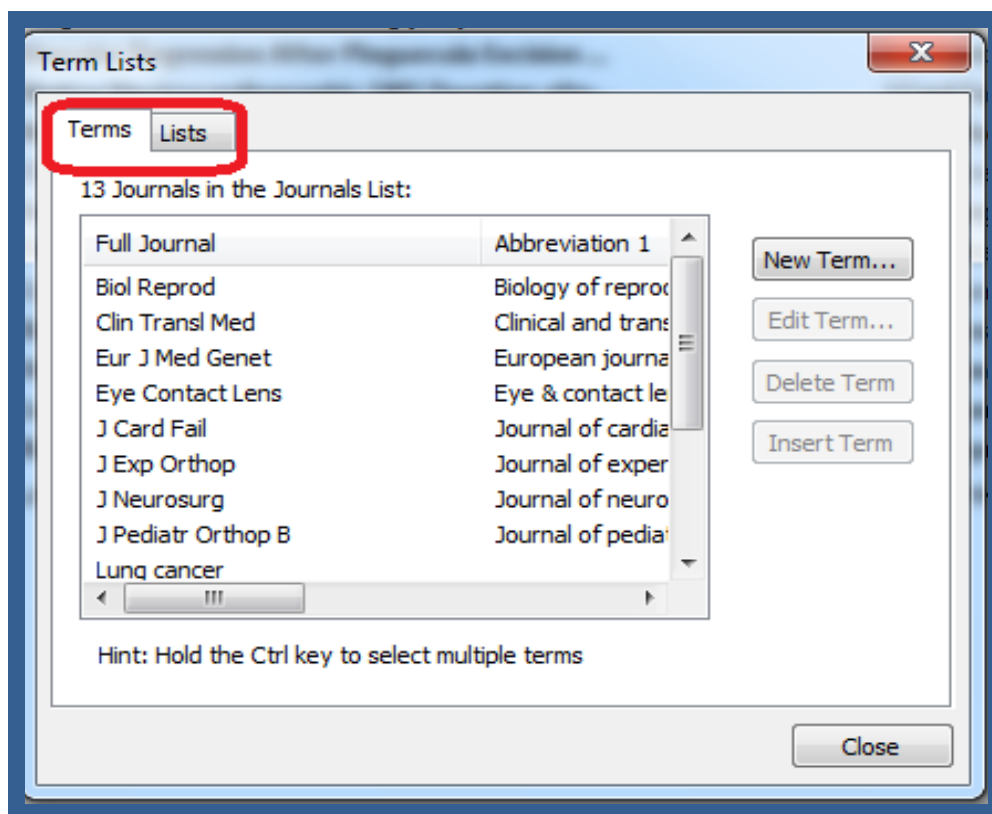 Term Lists
Terms Lists
13 Journals in the Journals List:
Full Journal Abbreviation 1
New Term...
Biol Reprod Biology of reproc
Clin Transl Med Clinical and trans
Edit Term...
Eur J Med Genet European journa
Eye Contact Lens Eye & contact le
Delete Term
J Card Fail Journal of cardia
Insert Term
J Exp Orthop Journal of exper
J Neurosurg Journal of neuro
J Pediatr Orthop B Journal of pedia
Lung cancer
Hint: Hold the Ctrl key to select multiple terms
Close